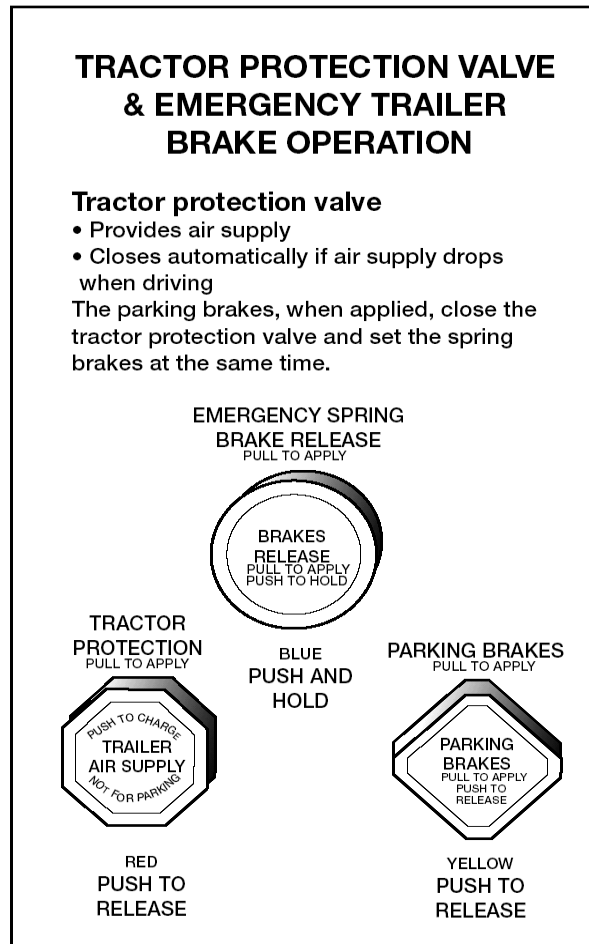 TRACTOR PROTECTION VALVE
& EMERGENCY TRAILER
BRAKE OPERATION
Tractor protection valve
• Provides air supply
• Closes automatically if air supply drops
when driving
The parking brakes, when applied, close the
tractor protection valve and set the spring
brakes at the same time.
EMERGENCY SPRING
BRAKE RELEASE
PULL TO APPLY
BRAKES
RELEASE
PULL TO APPLY
PUSH TO HOLD
BLUE
PUSH AND
HOLD
TRACTOR
PROTECTION
PULL TO APPLY
PUSH TO CHARGE
TRAILER
AIR SUPPLY
NOT FOR PARKING
RED
PUSH TO
RELEASE
PARKING BRAKES
PULL TO APPLY
PARKING
BRAKES
PULL TO APPLY
PUSH TO
RELEASE
YELLOW
PUSH TO
RELEASE